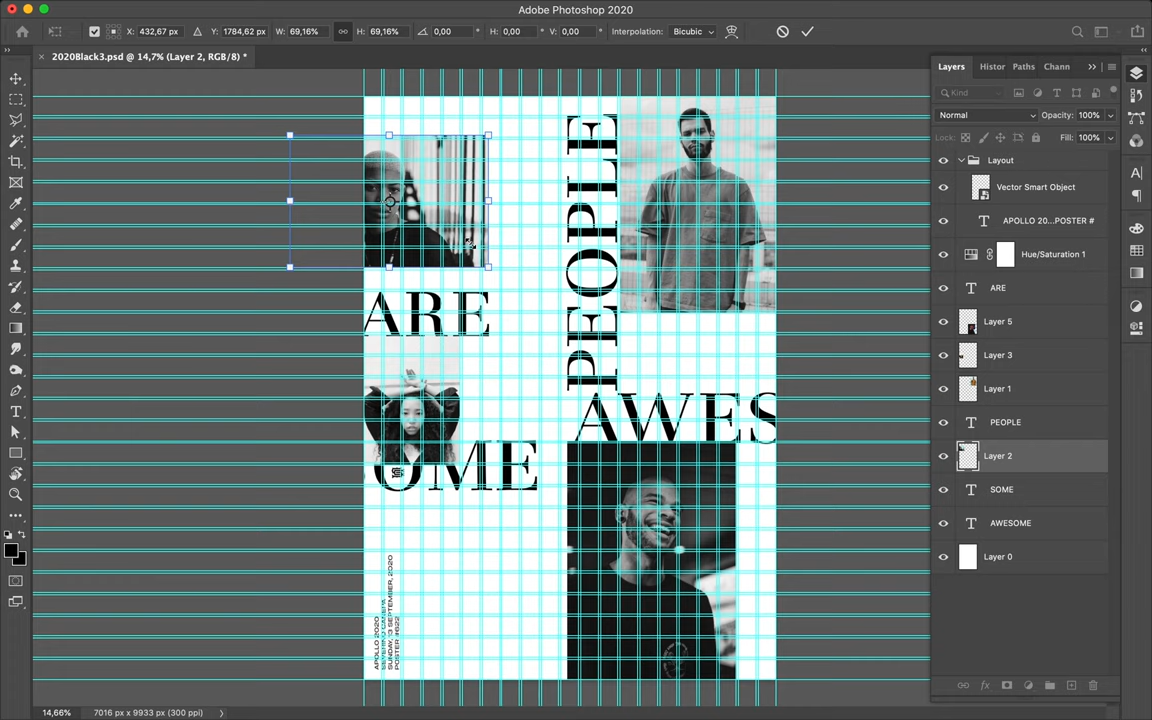 Adobe Photoshop 2020
X: 432,67 px
Y: 1784,62 px
W: 69,16%
H: 69,16%
0,00 °
H: 0,00 °
V: 0,00 °
Interpolation: Bicubic
2020Black3.psd @ 14,7% (Layer 2, RGB/8) *
Layers
Histor
Paths
Chann
Kind
Normal
Opacity: 100%
Lock:
Fill: 100%
Layout
Vector Smart Object
APOLLO 20...POSTER #
Hue/Saturation 1
ARE
Layer 5
Layer 3
Layer 1
PEOPLE
Layer 2
SOME
AWESOME
Layer 0
PEOPLE
ARE
AWES
OME
APOLLO 2020
SUNDAY, 13 SEPTEMBER, 2020
POSTER #622
14,66%
7016 px x 9933 px (300 ppi)